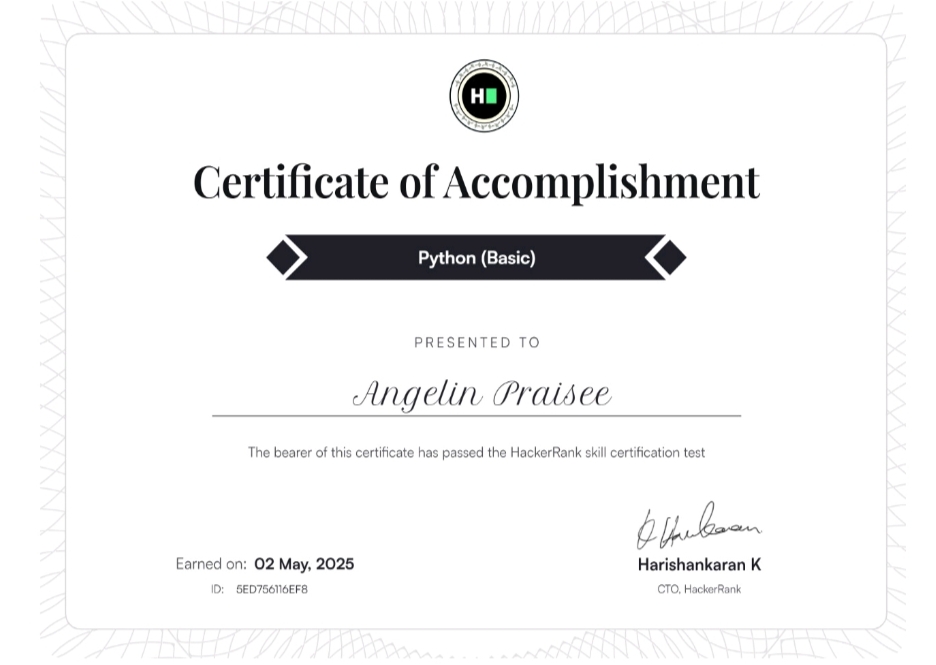 H
Certificate of Accomplishment
Python (Basic)
PRESENTED TO
Angelin Praisee
The bearer of this certificate has passed the HackerRank skill certification test
Earned on: 02 May, 2025
ID: 5ED756116EF8
Harishankaran K
CTO, HackerRank